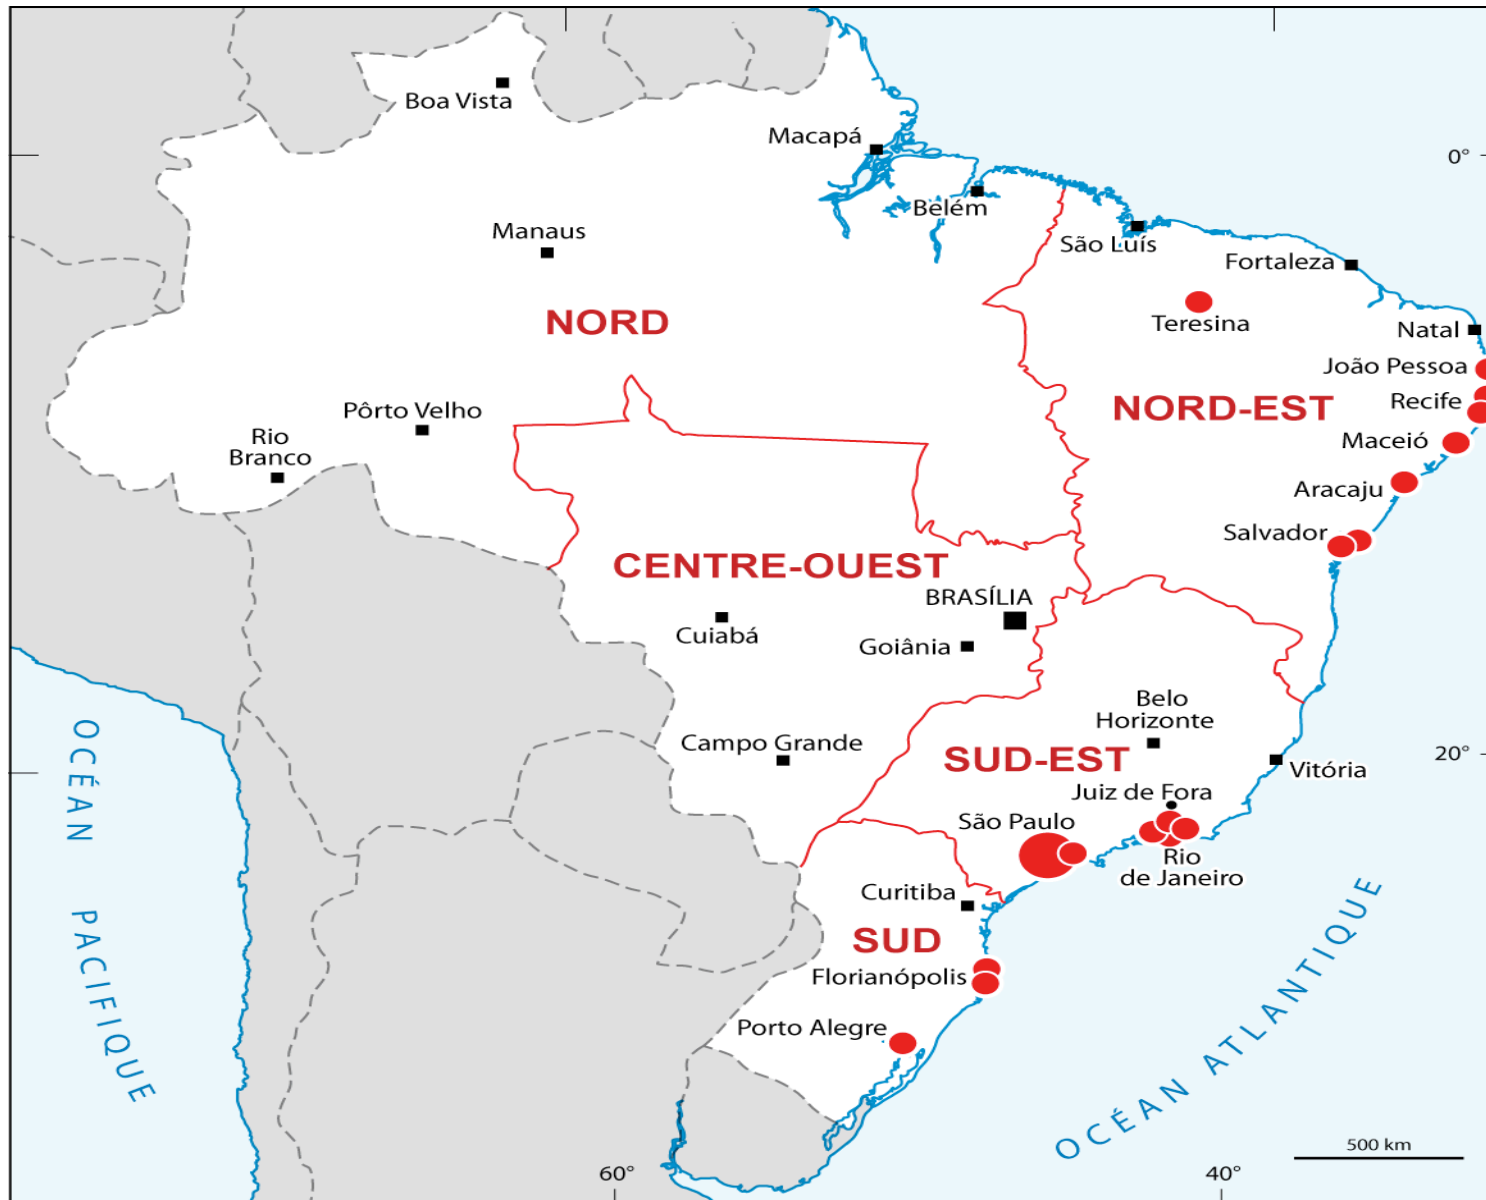 Boa Vista
Macapá
0°
Belém
Manaus
São Luís
Fortaleza
NORD
Teresina
Natal
João Pessoa
Pôrto Velho
NORD-EST
Recife
Rio
Branco
Maceió
Aracaju
Salvador
CENTRE-OUEST
BRASÍLIA
Cuiabá
Goiânia
Belo
Horizonte
Campo Grande
SUD-EST
20°
Vitória
Juiz de Fora
São Paulo
Rio
de Janeiro
Curitiba
SUD
Florianópolis
Porto Alegre
OCÉAN PACIFIQUE
OCÉAN ATLANTIQUE
500 km
60°
40°